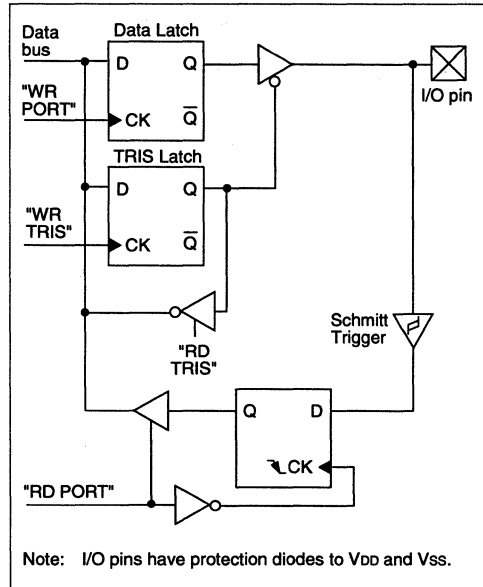 Data Latch
Data
bus
D Q
"WR
PORT"
CK Q
I/O pin
TRIS Latch
D Q
"WR
TRIS"
CK Q
Schmitt
Trigger
"RD
TRIS"
Q D
CK
"RD PORT"
Note: I/O pins have protection diodes to VDD and VSS.